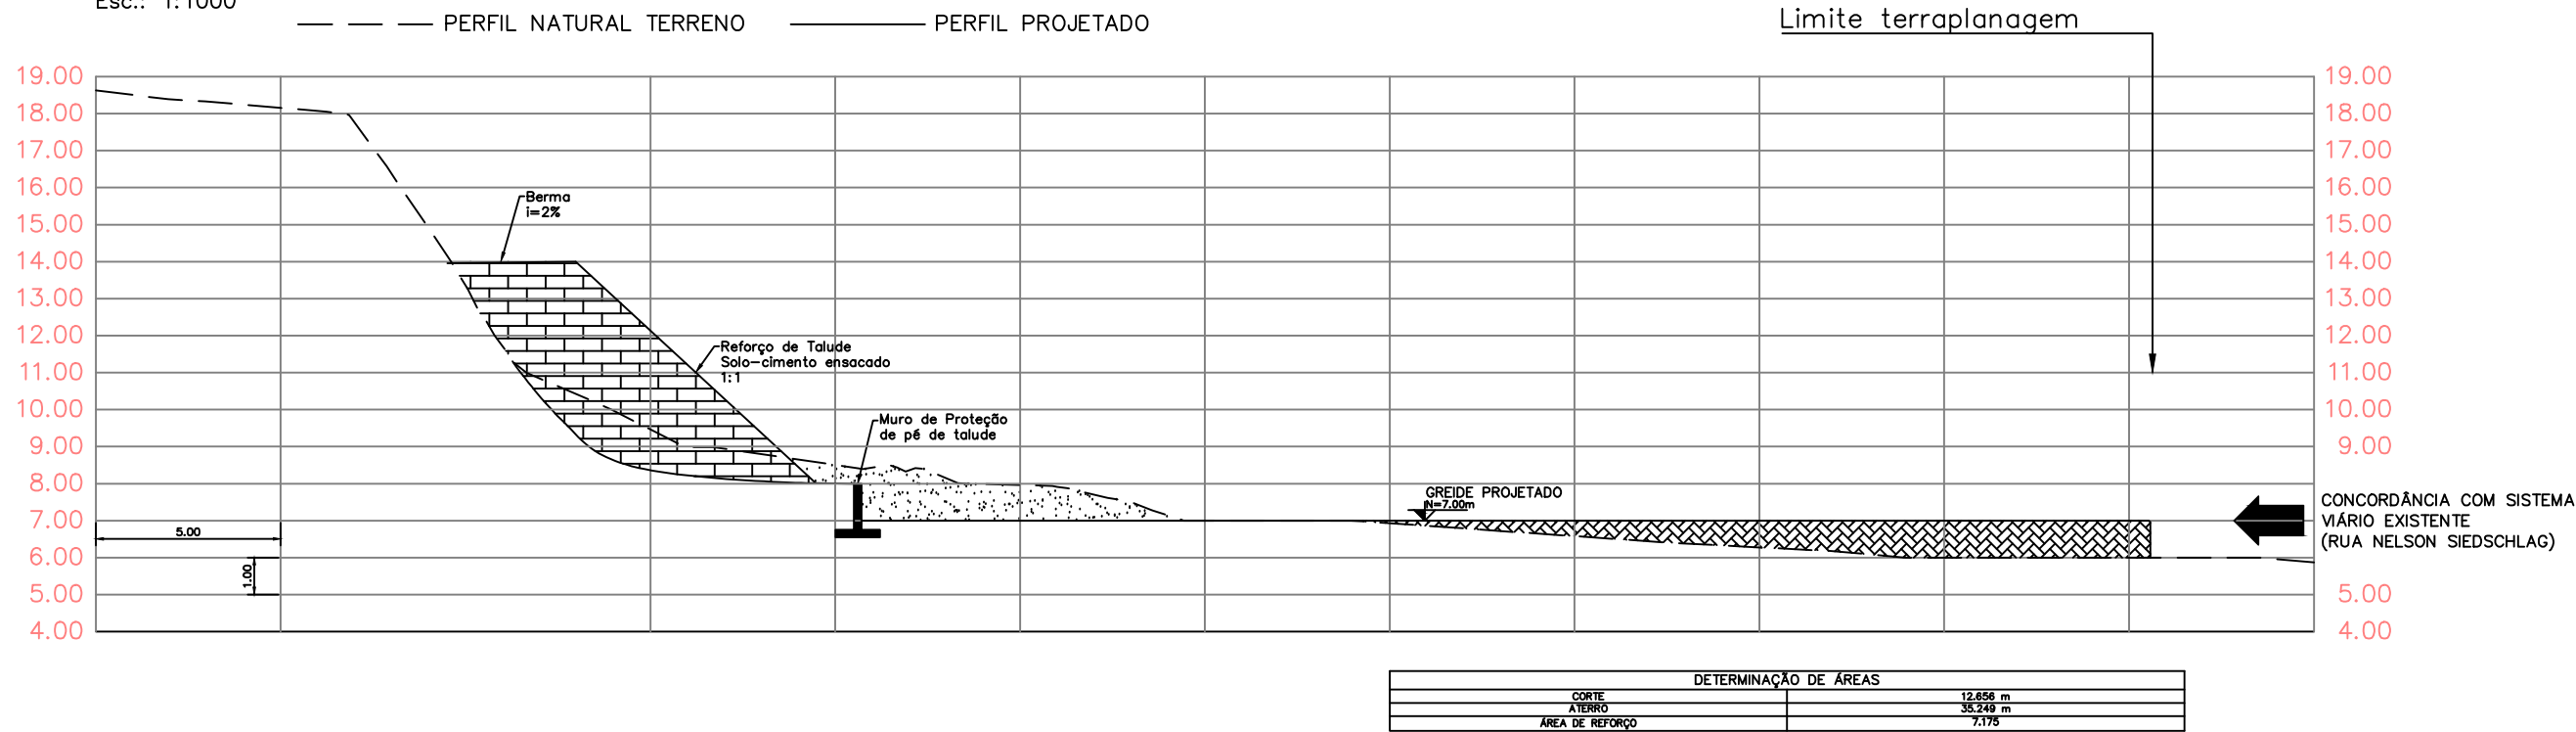 Esc.: 1:1000
PERFIL NATURAL TERRENO
PERFIL PROJETADO
Limite terraplanagem
19.00 19.00
18.00 18.00
17.00 17.00
16.00 16.00
Berma
i=2%
15.00 15.00
14.00 14.00
13.00 13.00
12.00 12.00
Reforço de Talude
Solo-cimento ensacado
1:1
11.00 11.00
10.00 10.00
Muro de Proteção
de pé de talude
9.00 9.00
8.00 8.00
GREIDE PROJETADO
N=7.00m
CONCORDÂNCIA COM SISTEMA
VIÁRIO EXISTENTE
(RUA NELSON SIEDSCHLAG)
7.00
5.00
6.00
1.00
5.00 5.00
4.00 4.00
DETERMINAÇÃO DE ÁREAS
CORTE 12.656 m
ATERRO 35.249 m
ÁREA DE REFORÇO 7.175